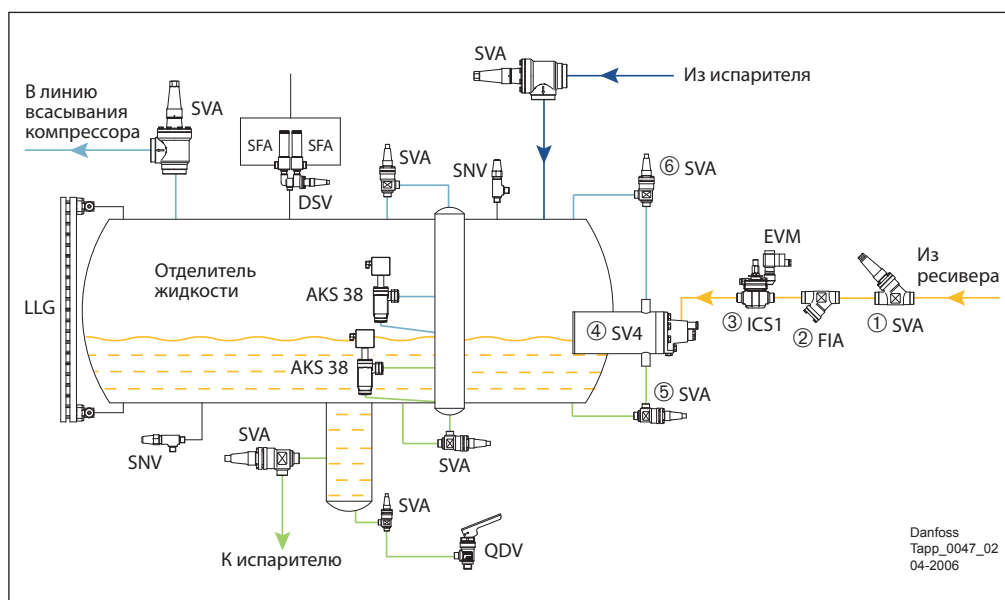 В линию
всасывания
компрессора
SVA
SFA
SFA
DSV
SVA
SNV
SVA
Из испарителя
⑥ SVA
EVM
Из
ресивера
③ ICS1
② FIA
① SVA
LLG
Отделитель
жидкости
AKS 38
AKS 38
④ SV4
⑤ SVA
SNV
SVA
SVA
SVA
QDV
К испарителю
Danfoss
Tapp_0047_02
04-2006